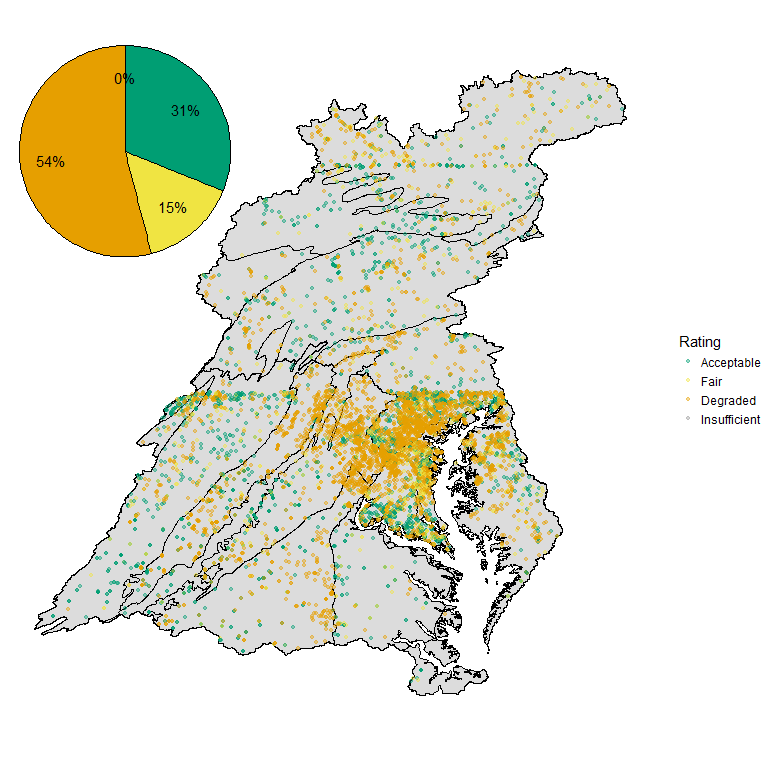 0%
31%
54%
15%
Rating
Acceptable
Fair
Degraded
Insufficient